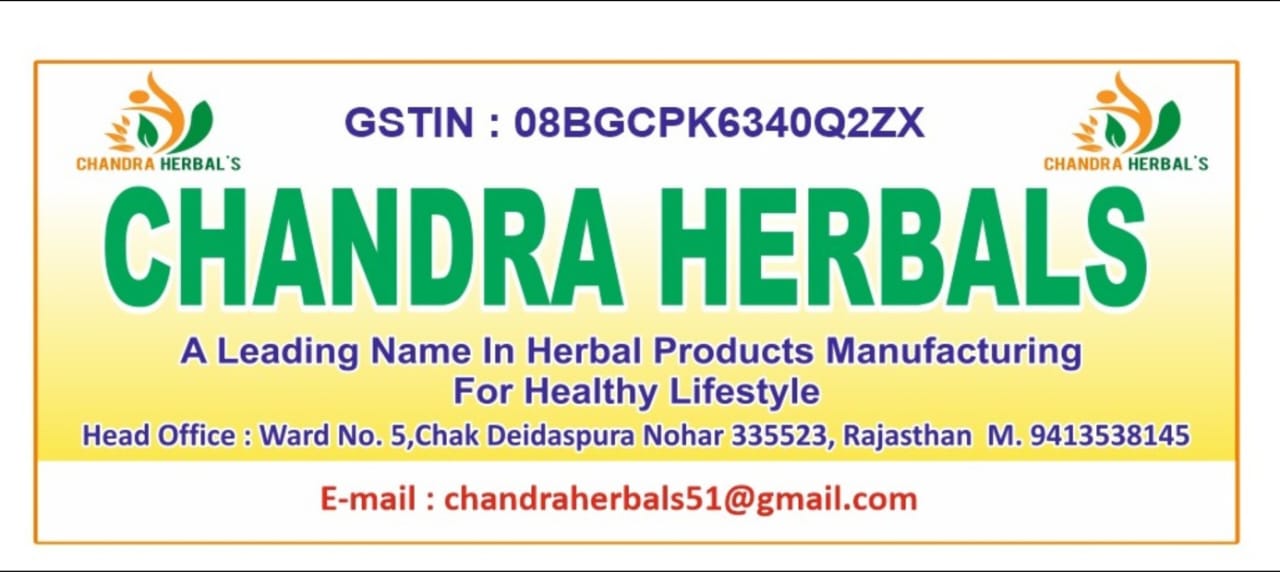 GSTIN : 08BGCPK6340Q2ZX
CHANDRA HERBAL'S
CHANDRA HERBAL'S
CHANDRA HERBALS
A Leading Name In Herbal Products Manufacturing
For Healthy Lifestyle
Head Office : Ward No. 5,Chak Deidaspura Nohar 335523, Rajasthan M. 9413538145
E-mail : chandraherbals51@gmail.com